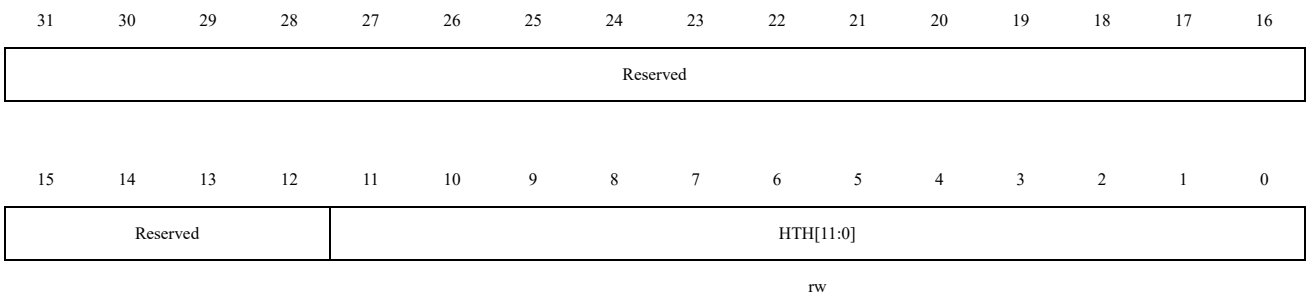 31 30 29 28 27 26 25 24 23 22 21 20 19 18 17 16
Reserved
15 14 13 12 11 10 9 8 7 6 5 4 3 2 1 0
Reserved HTH[11:0]
rw